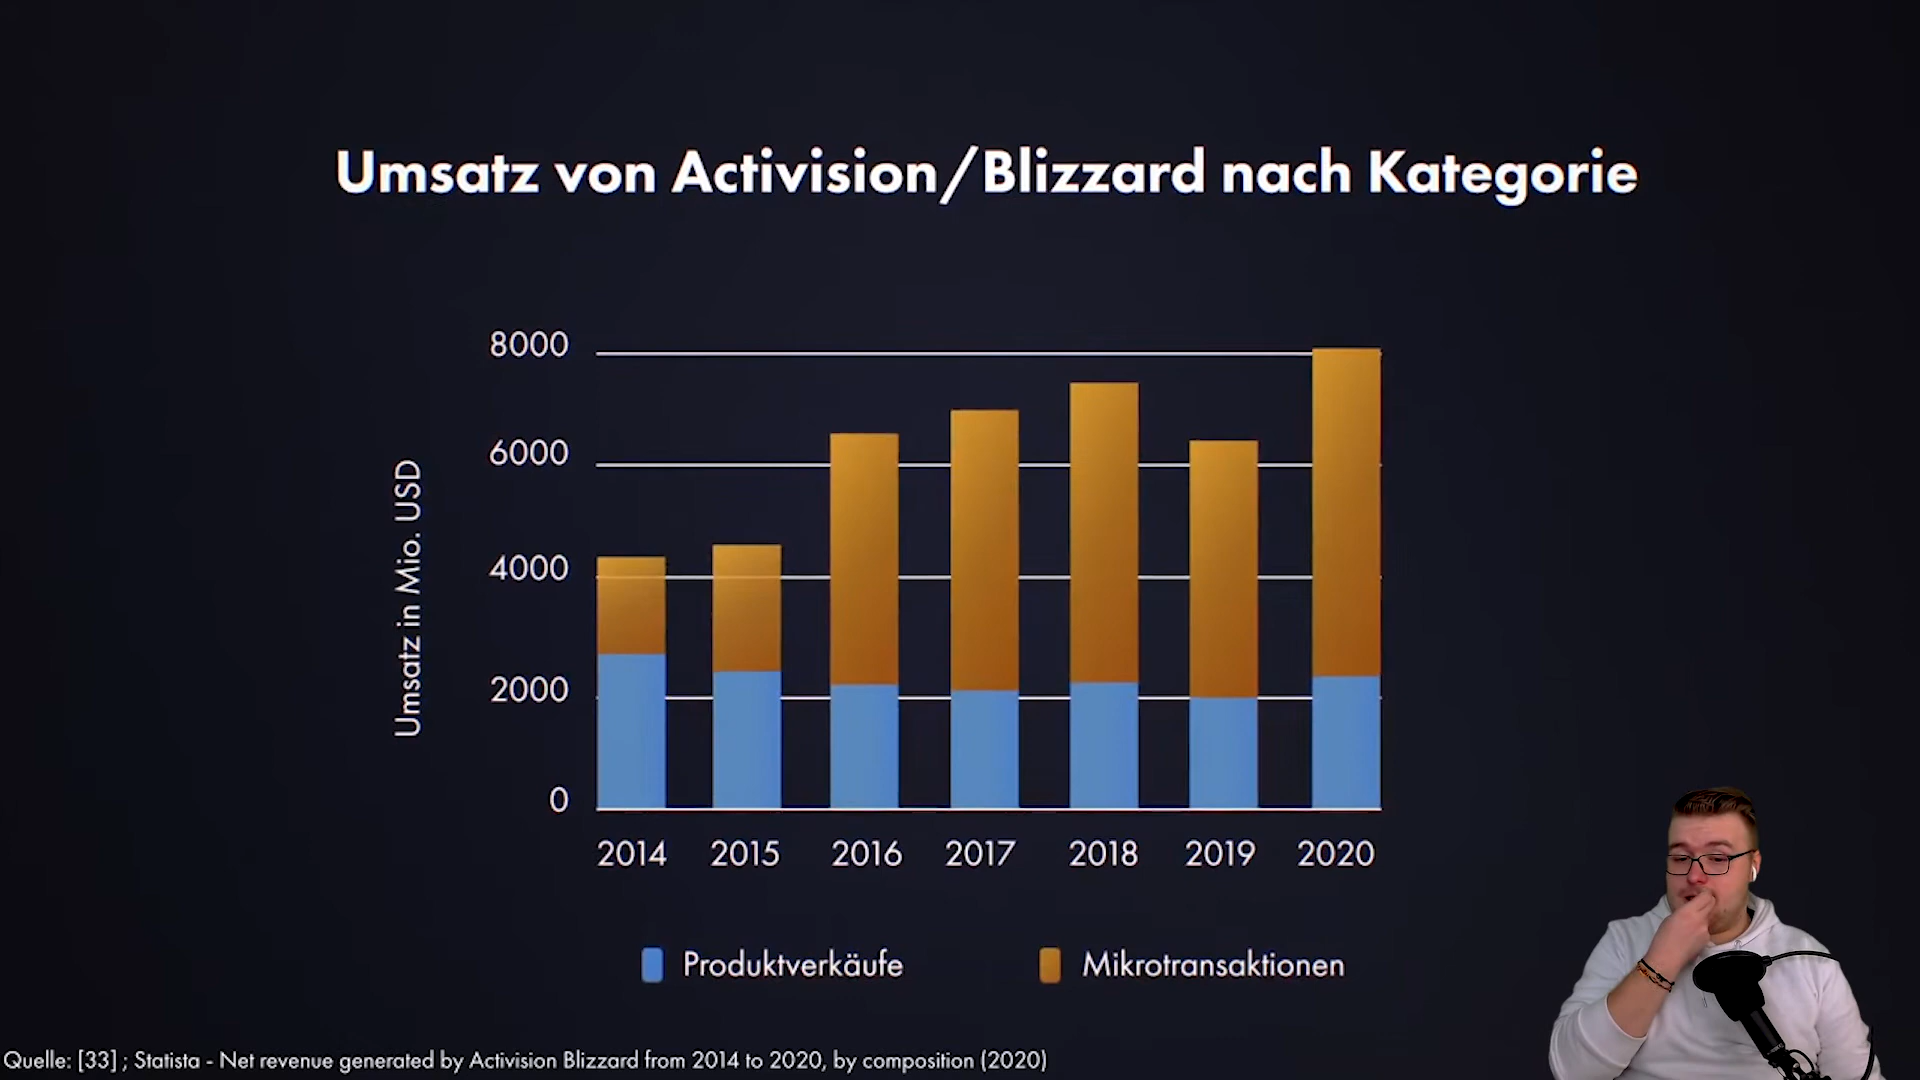 Umsatz von Activision/Blizzard nach Kategorie
Umsatz in Mio. USD
8000
6000
4000
2000
0
2014 2015 2016 2017 2018 2019 2020
Produktverkäufe Mikrotransaktionen
Quelle: [33] ; Statista - Net revenue generated by Activision Blizzard from 2014 to 2020, by composition (2020)